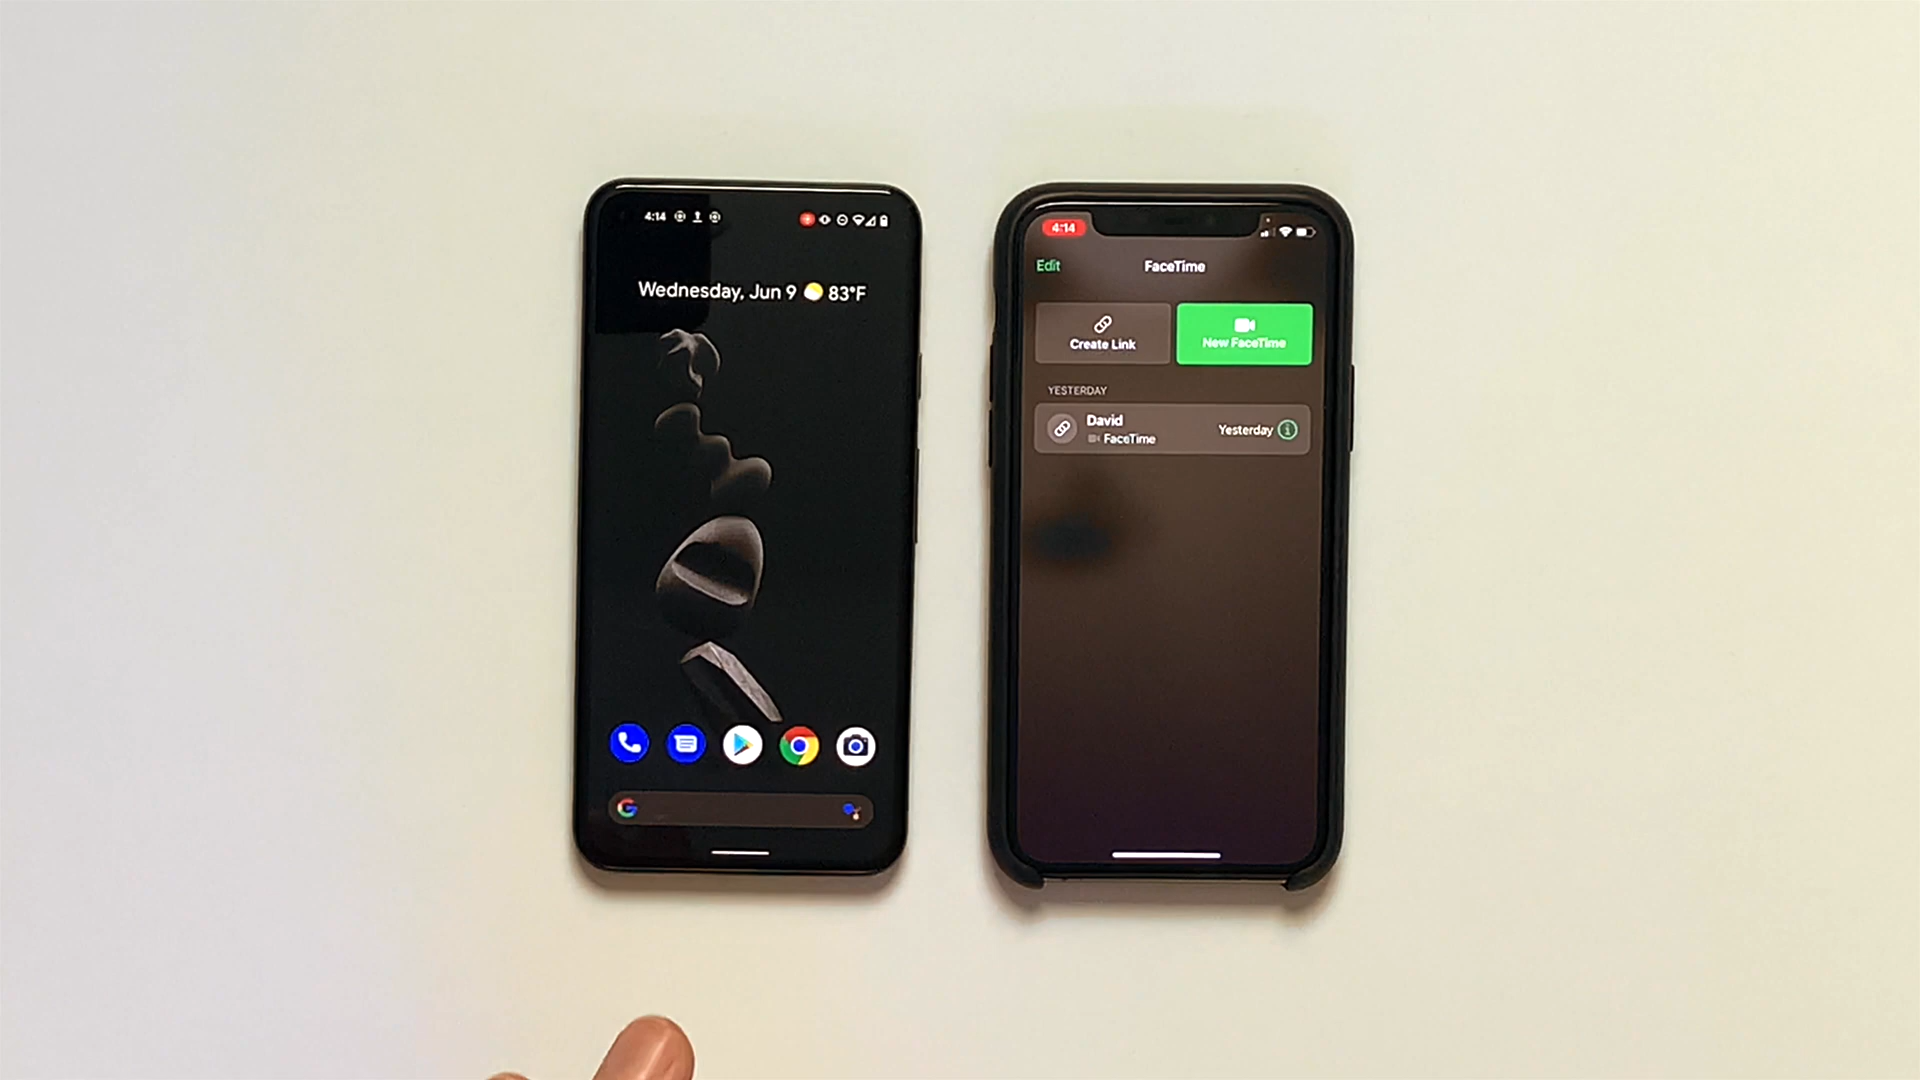 4:14
Wednesday, Jun 9 83°F
4:14
Edit
FaceTime
Create Link
New FaceTime
YESTERDAY
David
FaceTime
Yesterday